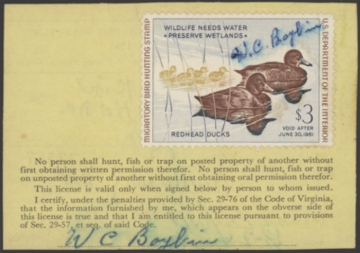 WILDLIFE NEEDS WATER
PRESERVE WETLANDS
W.C. Boylin
MIGRATORY BIRD HUNTING STAMP
U.S. DEPARTMENT OF THE INTERIOR
$3
REDHEAD DUCKS
VOID AFTER
JUNE 30, 1961
No person shall hunt, fish or trap on posted property of another without
first obtaining written permission therefor. No person shall hunt, fish or trap
on unposted property of another without first obtaining oral permission therefor.
This license is valid only when signed below by person to whom issued.
I certify, under the penalties provided by Sec. 29-76 of the Code of Virginia,
that the information furnished by me, which appears on the obverse side of
this license is true and that I am entitled to this license pursuant to provisions
of Sec. 29-57, et seq. of said Code.
W C Boylin